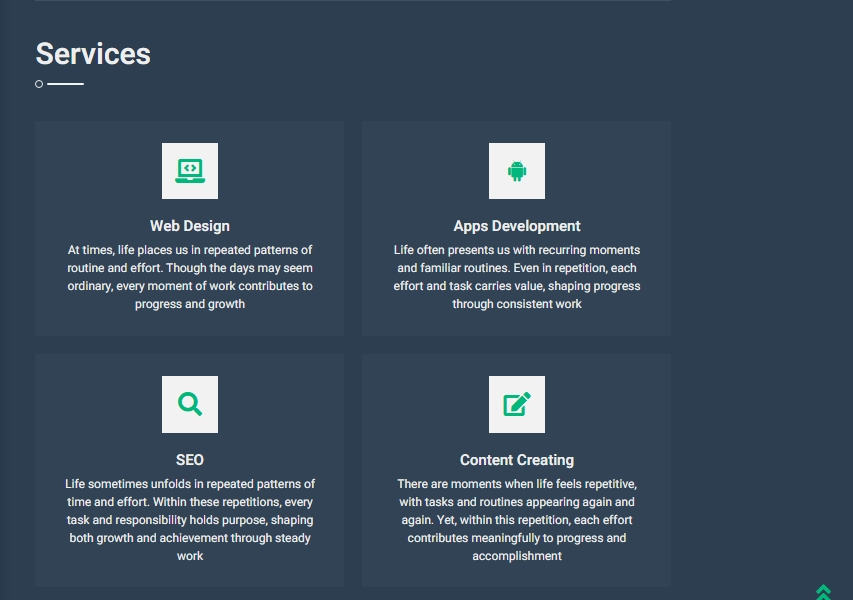 Services
Web Design
At times, life places us in repeated patterns of
routine and effort. Though the days may seem
ordinary, every moment of work contributes to
progress and growth
Apps Development
Life often presents us with recurring moments
and familiar routines. Even in repetition, each
effort and task carries value, shaping progress
through consistent work
SEO
Life sometimes unfolds in repeated patterns of
time and effort. Within these repetitions, every
task and responsibility holds purpose, shaping
both growth and achievement through steady
work
Content Creating
There are moments when life feels repetitive,
with tasks and routines appearing again and
again. Yet, within this repetition, each effort
contributes meaningfully to progress and
accomplishment